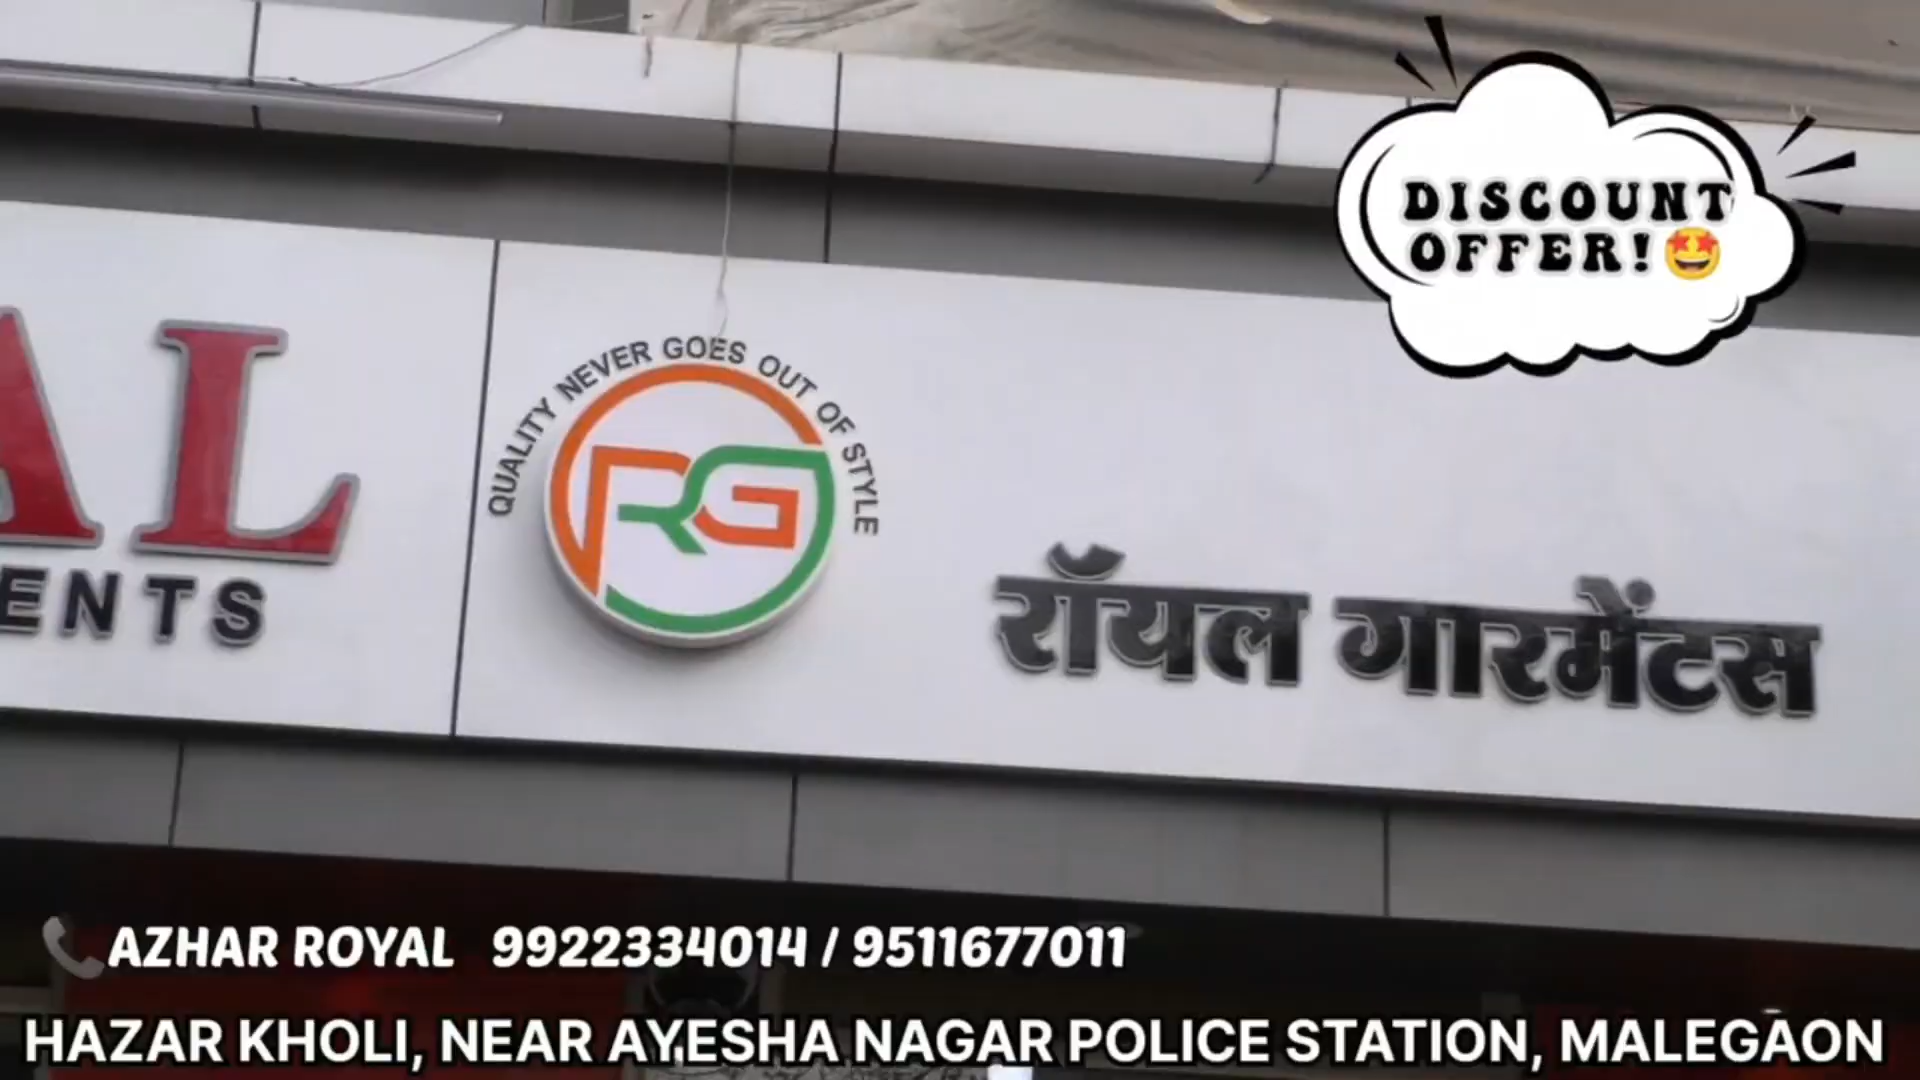 DISCOUNT
OFFER!🤩
QUALITY NEVER GOES OUT OF STYLE
RG
AL
ENTS
रॉयल गारमेंटस
📞AZHAR ROYAL 9922334014 / 9511677011
HAZAR KHOLI, NEAR AYESHA NAGAR POLICE STATION, MALEGAON